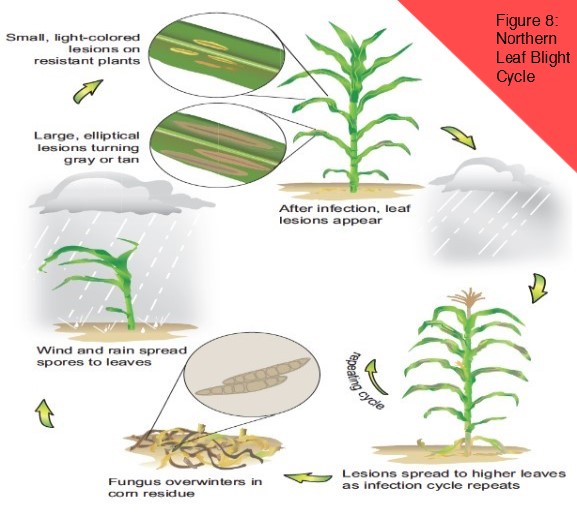 Figure 8:
Northern
Leaf Blight
Cycle
Small, light-colored
lesions on
resistant plants
Large, elliptical
lesions turning
gray or tan
After infection, leaf
lesions appear
Wind and rain spread
spores to leaves
repeating cycle
Fungus overwinters in
corn residue
Lesions spread to higher leaves
as infection cycle repeats